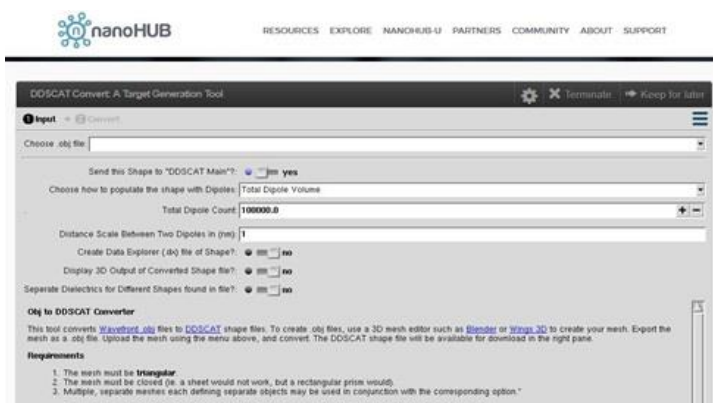 nanoHUB
RESOURCES EXPLORE NANOHUB-U PARTNERS COMMUNITY ABOUT SUPPORT
DDSCAT Convert: A Target Generation Tool
Terminate Keep for later
1 Input → 2 Convert
Choose .obj file:
Send this Shape to "DDSCAT Main"?: yes
Choose how to populate the shape with Dipoles: Total Dipole Volume
Total Dipole Count: 100000.0
Distance Scale Between Two Dipoles in (nm): 1
Create Data Explorer (.dx) file of Shape?: no
Display 3D Output of Converted Shape file?: no
Seperate Dielectrics for Different Shapes found in file?: no
Obj to DDSCAT Converter
This tool converts Wavefront .obj files to DDSCAT shape files. To create .obj files, use a 3D mesh editor such as Blender or Wings 3D to create your mesh. Export the
mesh as a .obj file. Upload the mesh using the menu above, and convert. The DDSCAT shape file will be available for download in the right pane.
Requirements
1. The mesh must be triangular.
2. The mesh must be closed (ie. a sheet would not work, but a rectangular prism would).
3. Multiple, separate meshes each defining separate objects may be used in conjunction with the corresponding option."